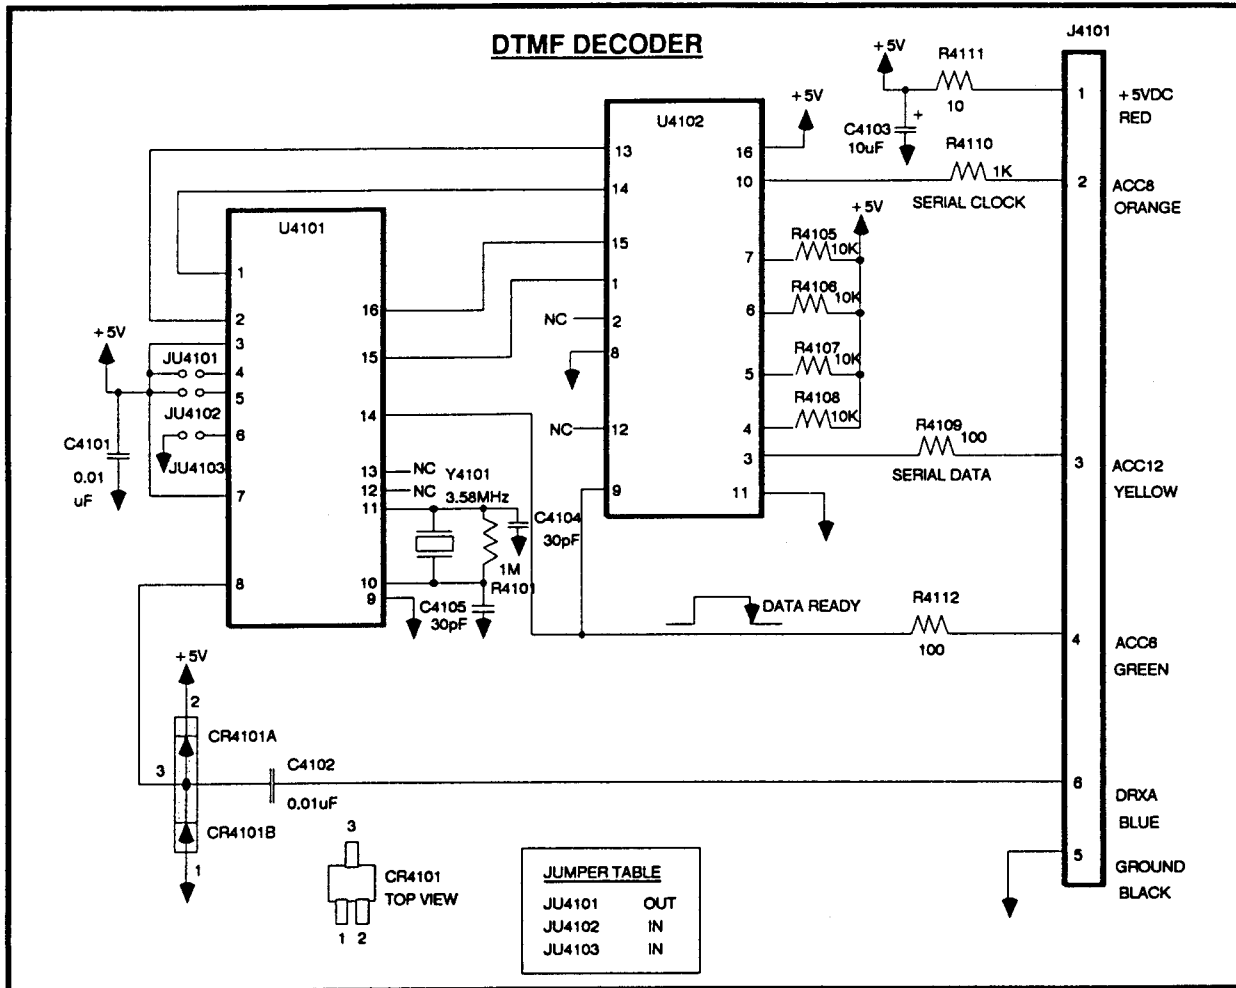 DTMF DECODER
J4101
+5V
R4111
10
1
+5VDC
RED
C4103
10uF
+
+5V
U4102
16
10
R4110
1K
2
ACC8
ORANGE
SERIAL CLOCK
13
14
15
1
2
NC
8
NC
12
9
+5V
R4105
10K
7
R4106
10K
6
R4107
10K
5
R4108
10K
4
3
11
R4109
100
SERIAL DATA
3
ACC12
YELLOW
U4101
1
2
3
4
5
6
7
8
16
15
14
13
NC
12
NC
11
10
9
+5V
JU4101
JU4102
JU4103
C4101
0.01
uF
Y4101
3.58MHz
C4104
30pF
1M
R4101
C4105
30pF
DATA READY
R4112
100
4
ACC6
GREEN
+5V
2
CR4101A
3
C4102
0.01uF
6
DRXA
BLUE
CR4101B
1
5
GROUND
BLACK
3
CR4101
TOP VIEW
1 2
JUMPER TABLE
JU4101 OUT
JU4102 IN
JU4103 IN